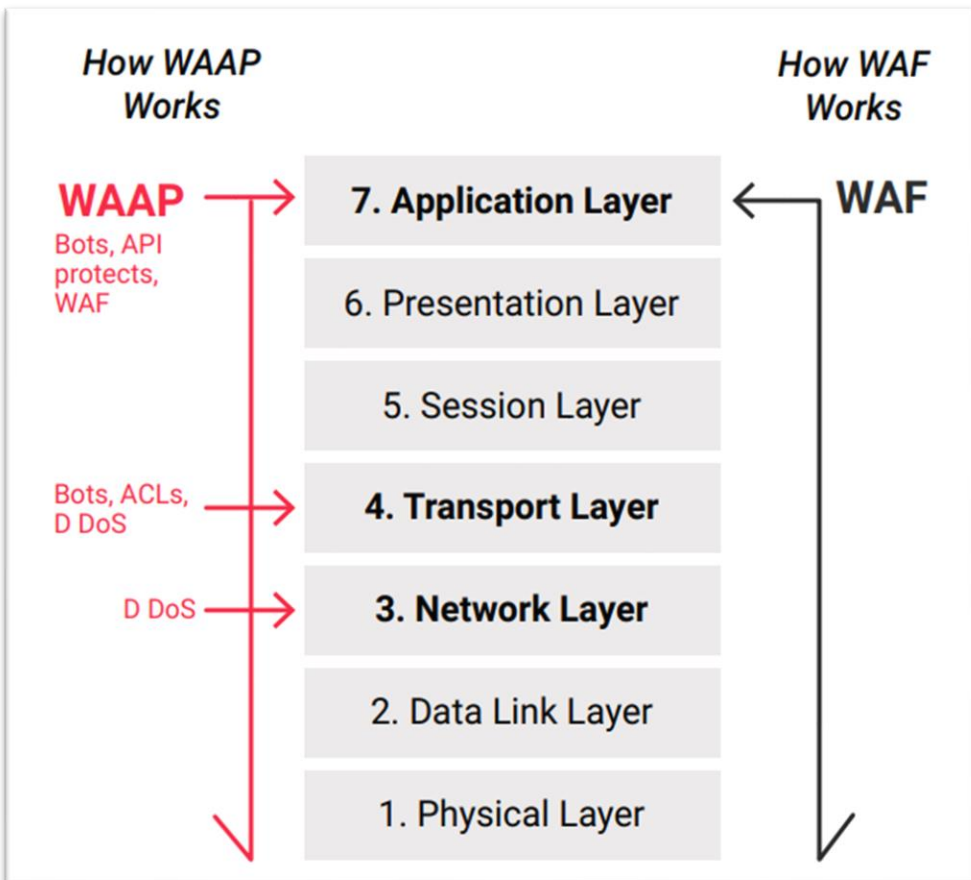 How WAAP
Works
How WAF
Works
WAAP
Bots, API
protects,
WAF
7. Application Layer
WAF
6. Presentation Layer
5. Session Layer
Bots, ACLs,
D DoS
4. Transport Layer
D DoS
3. Network Layer
2. Data Link Layer
1. Physical Layer